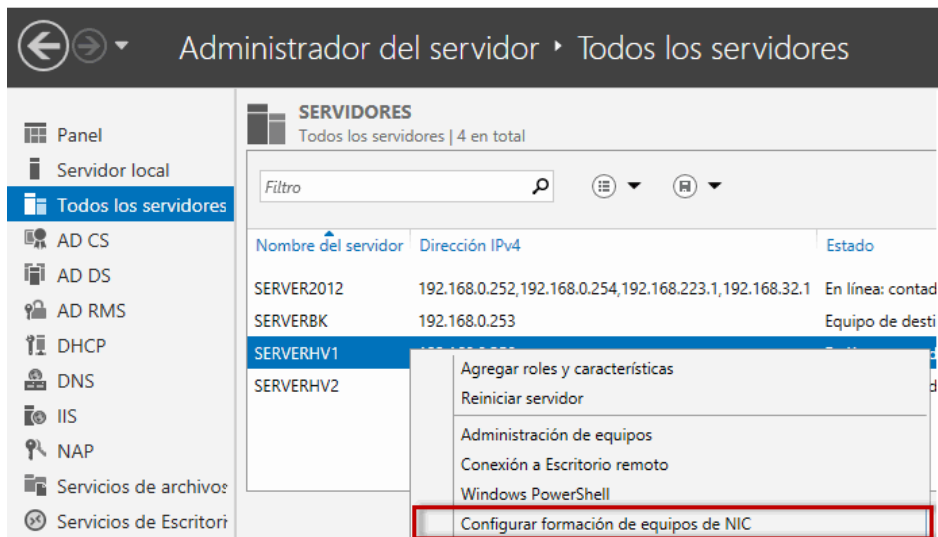 Administrador del servidor ‣ Todos los servidores
Panel
Servidor local
Todos los servidores
AD CS
AD DS
AD RMS
DHCP
DNS
IIS
NAP
Servicios de archivos
Servicios de Escritori
SERVIDORES
Todos los servidores | 4 en total
Filtro
Nombre del servidor Dirección IPv4 Estado
SERVER2012 192.168.0.252,192.168.0.254,192.168.223.1,192.168.32.1 En línea: contad
SERVERBK 192.168.0.253 Equipo de desti
SERVERHV1
SERVERHV2
Agregar roles y características
Reiniciar servidor
Administración de equipos
Conexión a Escritorio remoto
Windows PowerShell
Configurar formación de equipos de NIC